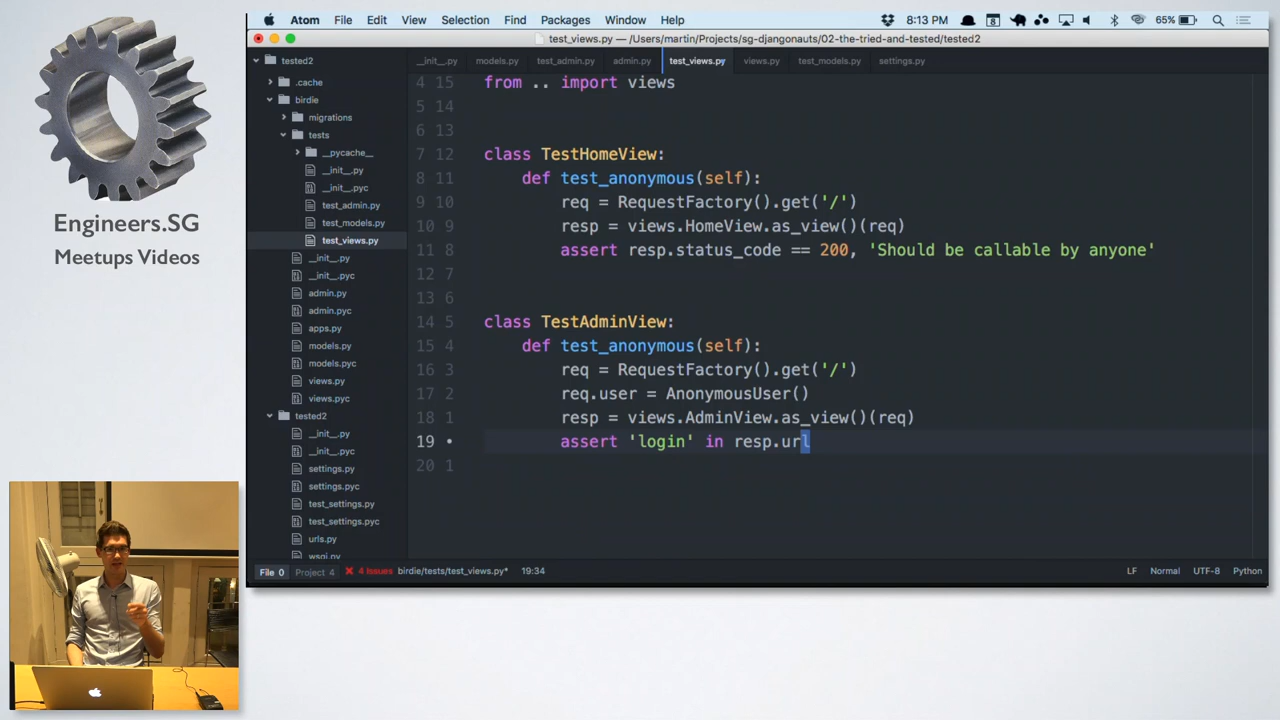 Engineers.SG
Meetups Videos
Atom File Edit View Selection Find Packages Window Help 8 8:13 PM 65%
test_views.py — /Users/martin/Projects/sg-djangonauts/02-the-tried-and-tested/tested2
tested2
.cache
birdie
migrations
tests
__pycache__
__init__.py
__init__.pyc
test_admin.py
test_models.py
test_views.py
__init__.py
__init__.pyc
admin.py
admin.pyc
apps.py
models.py
models.pyc
views.py
views.pyc
tested2
__init__.py
__init__.pyc
settings.py
settings.pyc
test_settings.py
test_settings.pyc
urls.py
wsgi.py
__init__.py models.py test_admin.py admin.py test_views.py views.py test_models.py settings.py
4 15 from .. import views
5 14
6 13
7 12 class TestHomeView:
8 11 def test_anonymous(self):
9 10 req = RequestFactory().get('/')
10 9 resp = views.HomeView.as_view()(req)
11 8 assert resp.status_code == 200, 'Should be callable by anyone'
12 7
13 6
14 5 class TestAdminView:
15 4 def test_anonymous(self):
16 3 req = RequestFactory().get('/')
17 2 req.user = AnonymousUser()
18 1 resp = views.AdminView.as_view()(req)
19 • assert 'login' in resp.url
20 1
File 0 Project 4 4 Issues birdie/tests/test_views.py* 19:34 LF Normal UTF-8 Python